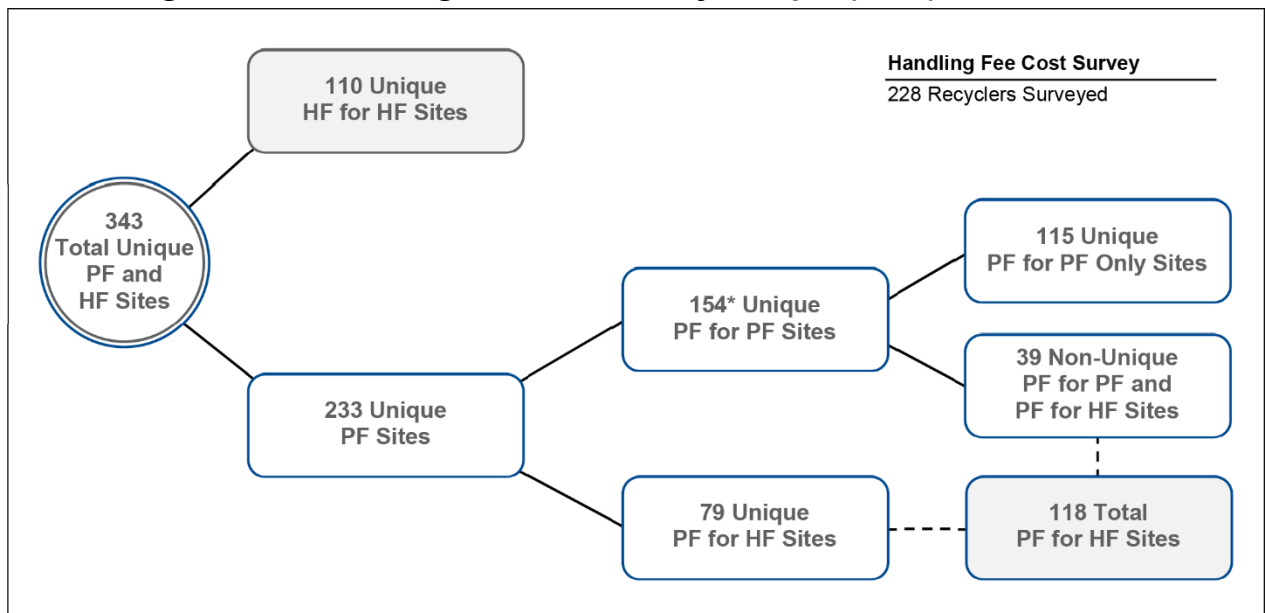 110 Unique
HF for HF Sites
Handling Fee Cost Survey
228 Recyclers Surveyed
343
Total Unique
PF and
HF Sites
115 Unique
PF for PF Only Sites
154* Unique
PF for PF Sites
39 Non-Unique
PF for PF and
PF for HF Sites
233 Unique
PF Sites
79 Unique
PF for HF Sites
118 Total
PF for HF Sites